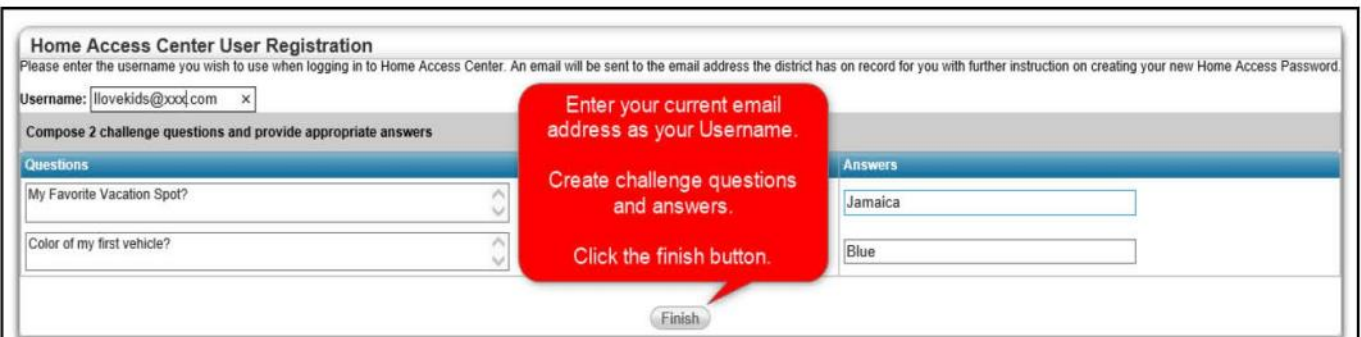 Home Access Center User Registration
Please enter the username you wish to use when logging in to Home Access Center. An email will be sent to the email address the district has on record for you with further instruction on creating your new Home Access Password.
Username: Ilovekids@xxx.com ×
Compose 2 challenge questions and provide appropriate answers
Questions
Answers
My Favorite Vacation Spot?
Jamaica
Color of my first vehicle?
Blue
Enter your current email
address as your Username.
Create challenge questions
and answers.
Click the finish button.
Finish